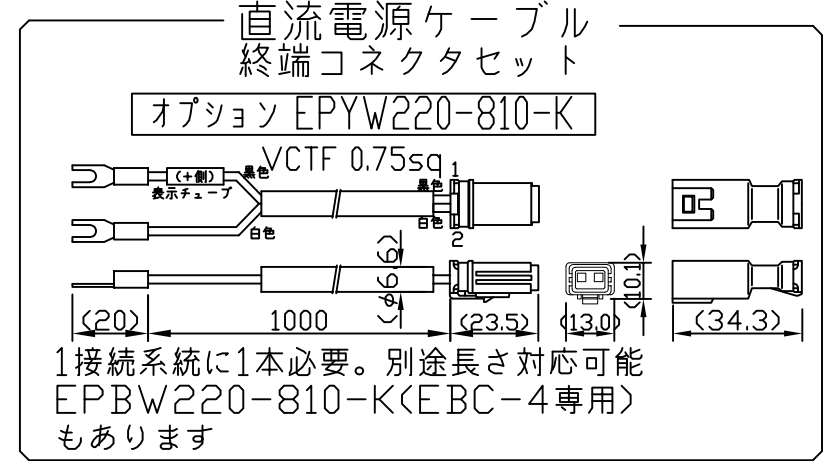 直流電源ケーブル
終端コネクタセット
オプション EPYW220-810-K
VCTF 0.75sq
(+側)
表示チューブ
黒色
白色
黒色
1
白色
2
(φ6.6)
(10.1)
(20)
1000
(23.5)
(13.0)
(34.3)
1接続系統に1本必要。別途長さ対応可能
EPBW220-810-K(EBC-4専用)
もあります